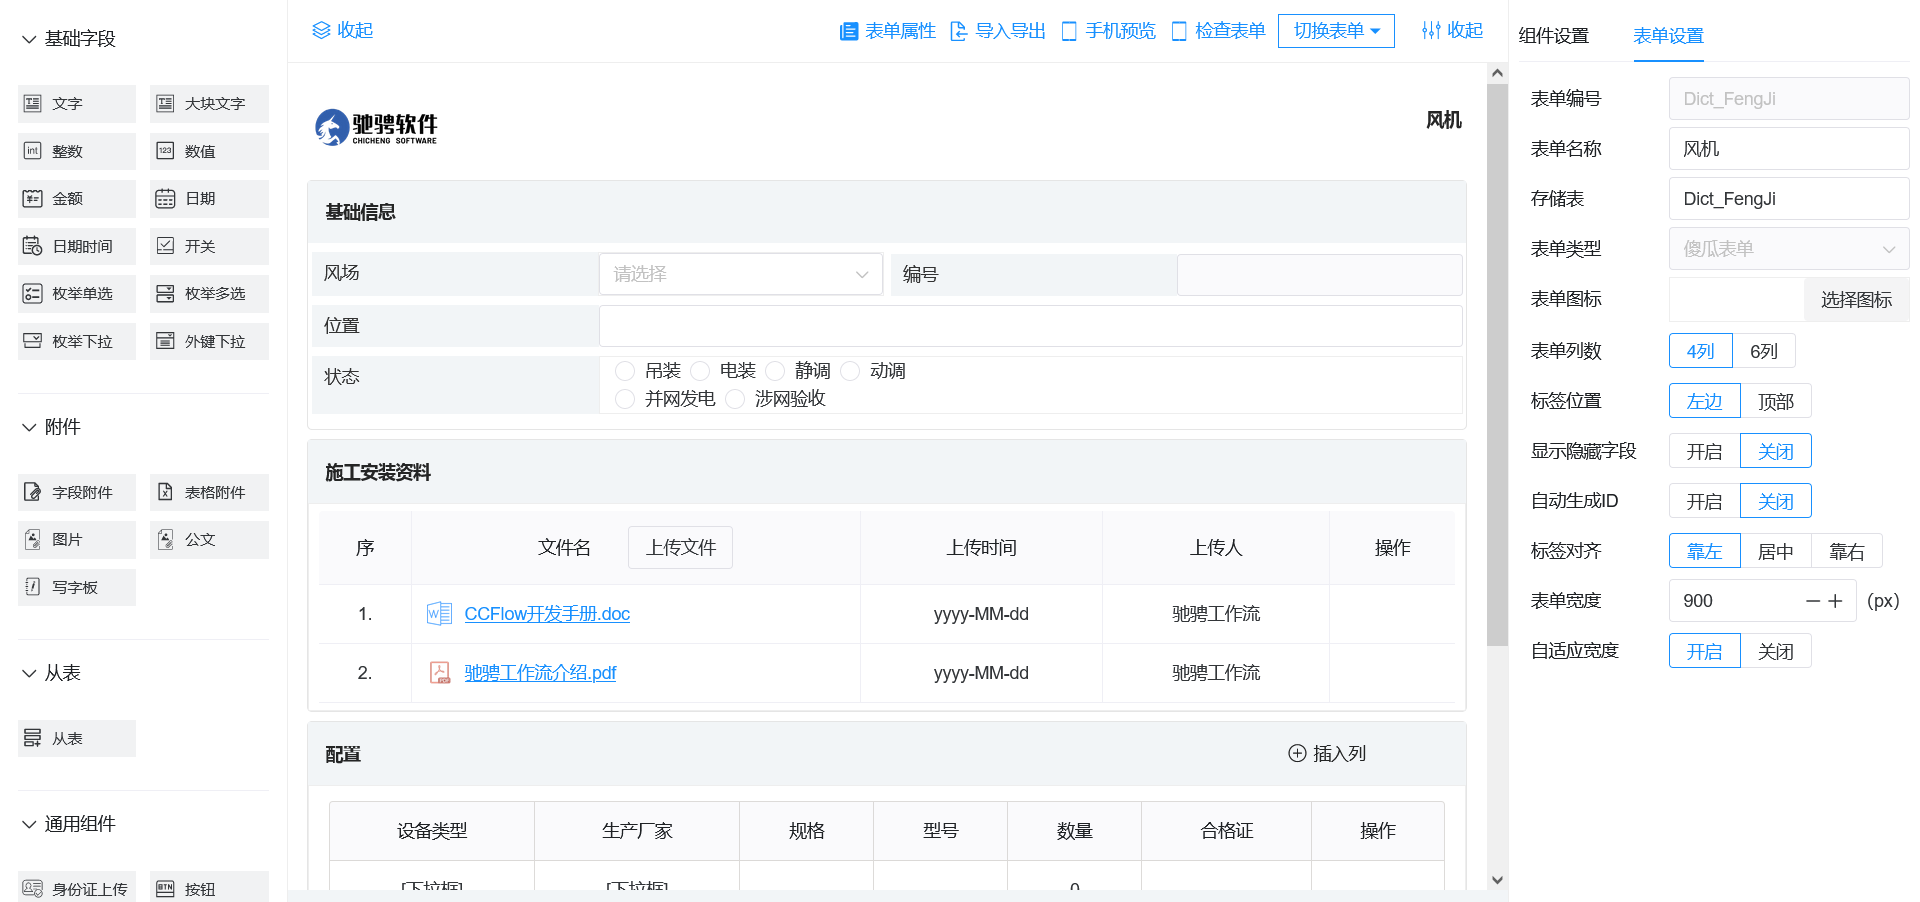 基础字段
文字
大块文字
整数
数值
金额
日期
日期时间
开关
枚举单选
枚举多选
枚举下拉
外键下拉
附件
字段附件
表格附件
图片
公文
写字板
从表
从表
通用组件
身份证上传
按钮
收起
表单属性
导入导出
手机预览
检查表单
切换表单
收起
驰骋软件
CHICHENG SOFTWARE
风机
基础信息
风场
请选择
编号
位置
状态
吊装 电装 静调 动调
并网发电 涉网验收
施工安装资料
序 文件名 上传文件 上传时间 上传人 操作
1. CCFlow开发手册.doc yyyy-MM-dd 驰骋工作流
2. 驰骋工作流介绍.pdf yyyy-MM-dd 驰骋工作流
配置
插入列
设备类型 生产厂家 规格 型号 数量 合格证 操作
[下拉框] [下拉框] 0
组件设置
表单设置
表单编号 Dict_FengJi
表单名称 风机
存储表 Dict_FengJi
表单类型 傻瓜表单
表单图标 选择图标
表单列数 4列 6列
标签位置 左边 顶部
显示隐藏字段 开启 关闭
自动生成ID 开启 关闭
标签对齐 靠左 居中 靠右
表单宽度 900 (px)
自适应宽度 开启 关闭